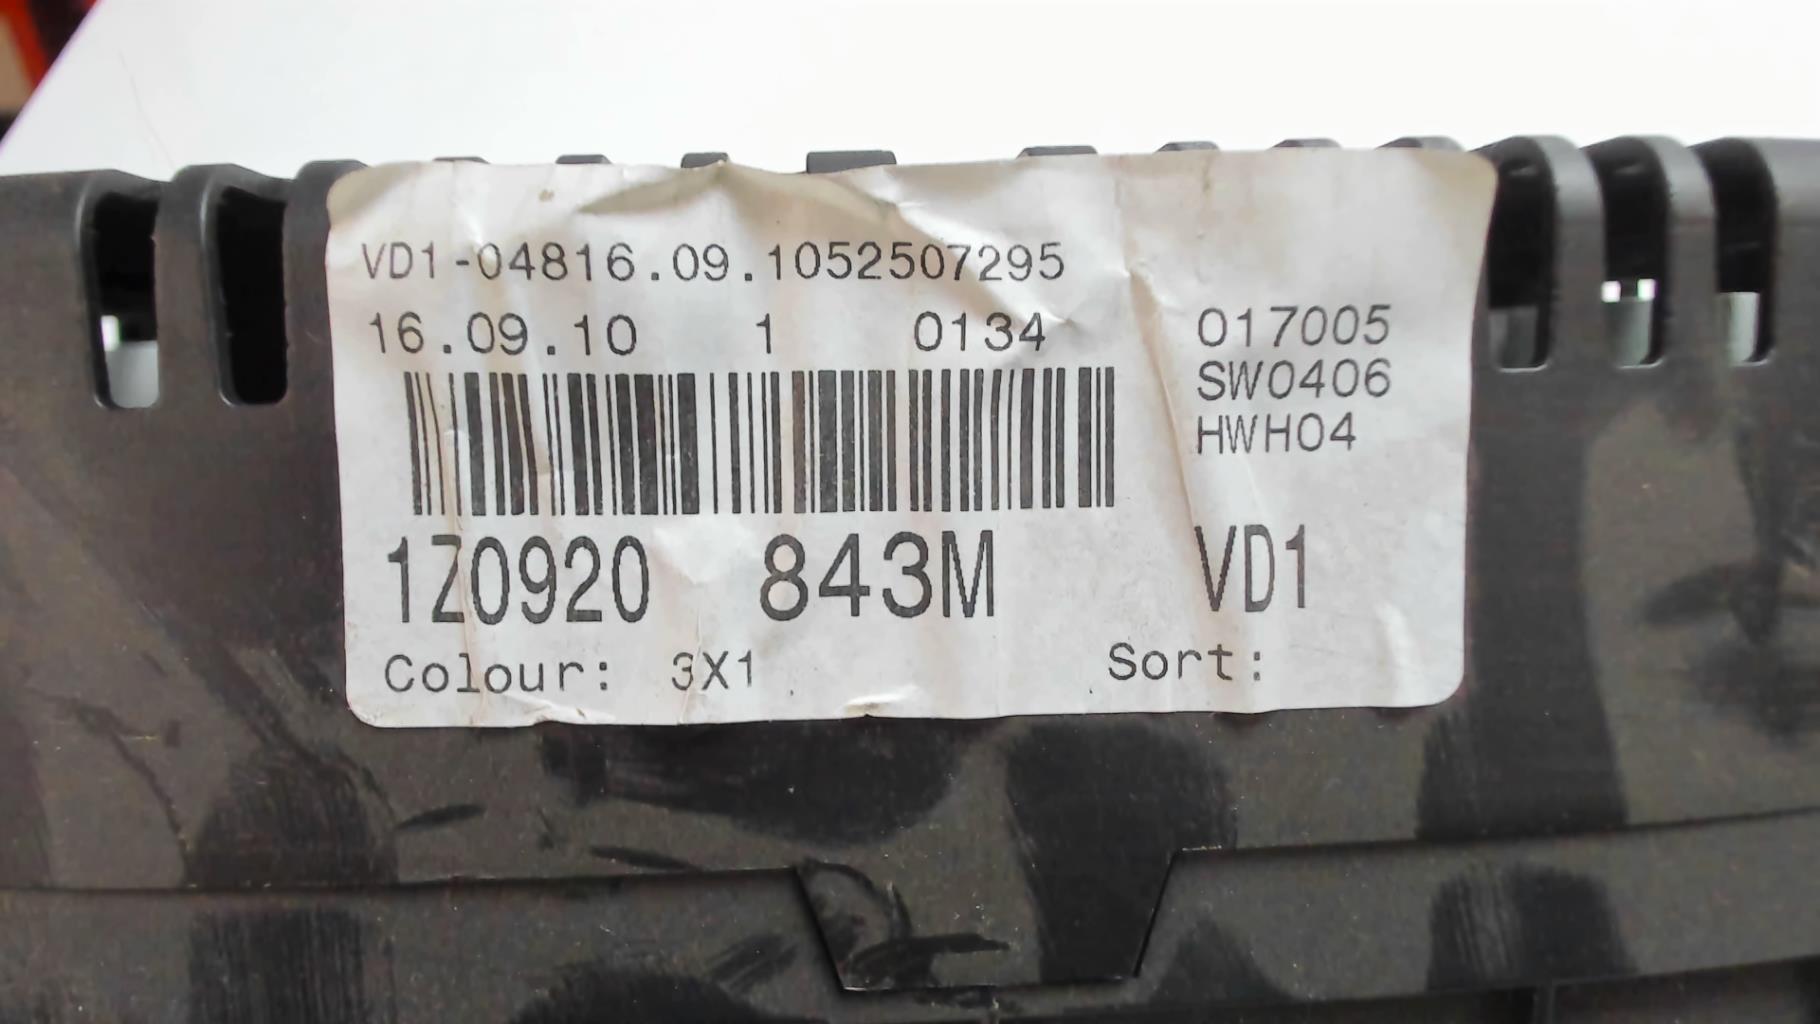 VD1-04816.09.1052507295
16.09.10 1 0134
017005
SW0406
HWH04
1Z0920 843M VD1
Colour: 3X1 Sort: